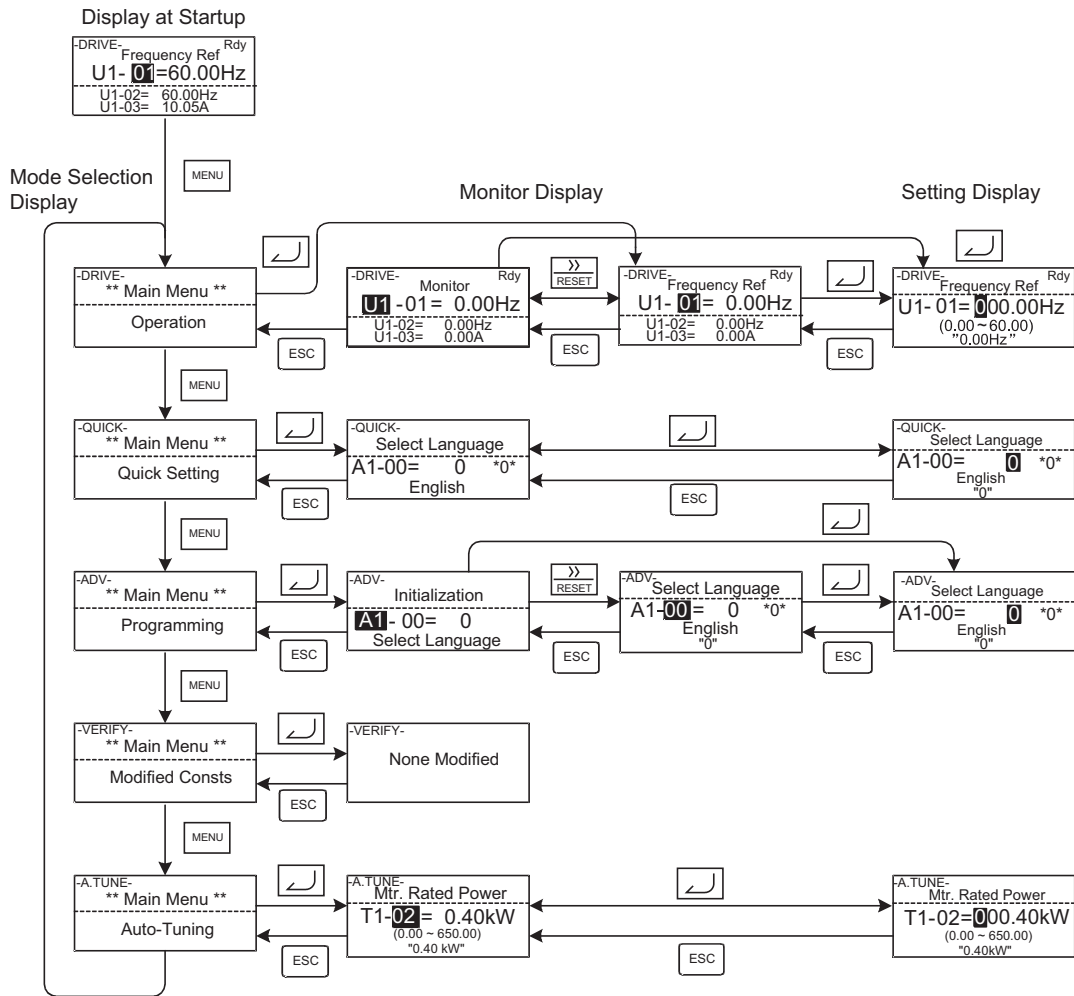 Display at Startup
-DRIVE- Rdy
Frequency Ref
U1- 01=60.00Hz
U1-02= 60.00Hz
U1-03= 10.05A
MENU
Mode Selection
Display
Monitor Display
Setting Display
-DRIVE-
** Main Menu **
Operation
-DRIVE- Rdy
Monitor
U1 -01= 0.00Hz
U1-02= 0.00Hz
U1-03= 0.00A
>>
RESET
-DRIVE- Rdy
Frequency Ref
U1- 01= 0.00Hz
U1-02= 0.00Hz
U1-03= 0.00A
-DRIVE- Rdy
Frequency Ref
U1- 01=000.00Hz
(0.00 ~ 60.00)
"0.00Hz"
ESC
ESC
ESC
MENU
-QUICK-
** Main Menu **
Quick Setting
-QUICK-
Select Language
A1-00= 0 *0*
English
-QUICK-
Select Language
A1-00= 0 *0*
English
"0"
ESC
ESC
MENU
-ADV-
** Main Menu **
Programming
-ADV-
Initialization
A1 - 00= 0
Select Language
>>
RESET
-ADV-
Select Language
A1-00 = 0 *0*
English
"0"
-ADV-
Select Language
A1-00= 0 *0*
English
"0"
ESC
ESC
ESC
MENU
-VERIFY-
** Main Menu **
Modified Consts
-VERIFY-
None Modified
ESC
MENU
-A.TUNE-
** Main Menu **
Auto-Tuning
-A.TUNE-
Mtr. Rated Power
T1-02 = 0.40kW
(0.00 ~ 650.00)
"0.40 kW"
-A.TUNE-
Mtr. Rated Power
T1-02=000.40kW
(0.00 ~ 650.00)
"0.40kW"
ESC
ESC